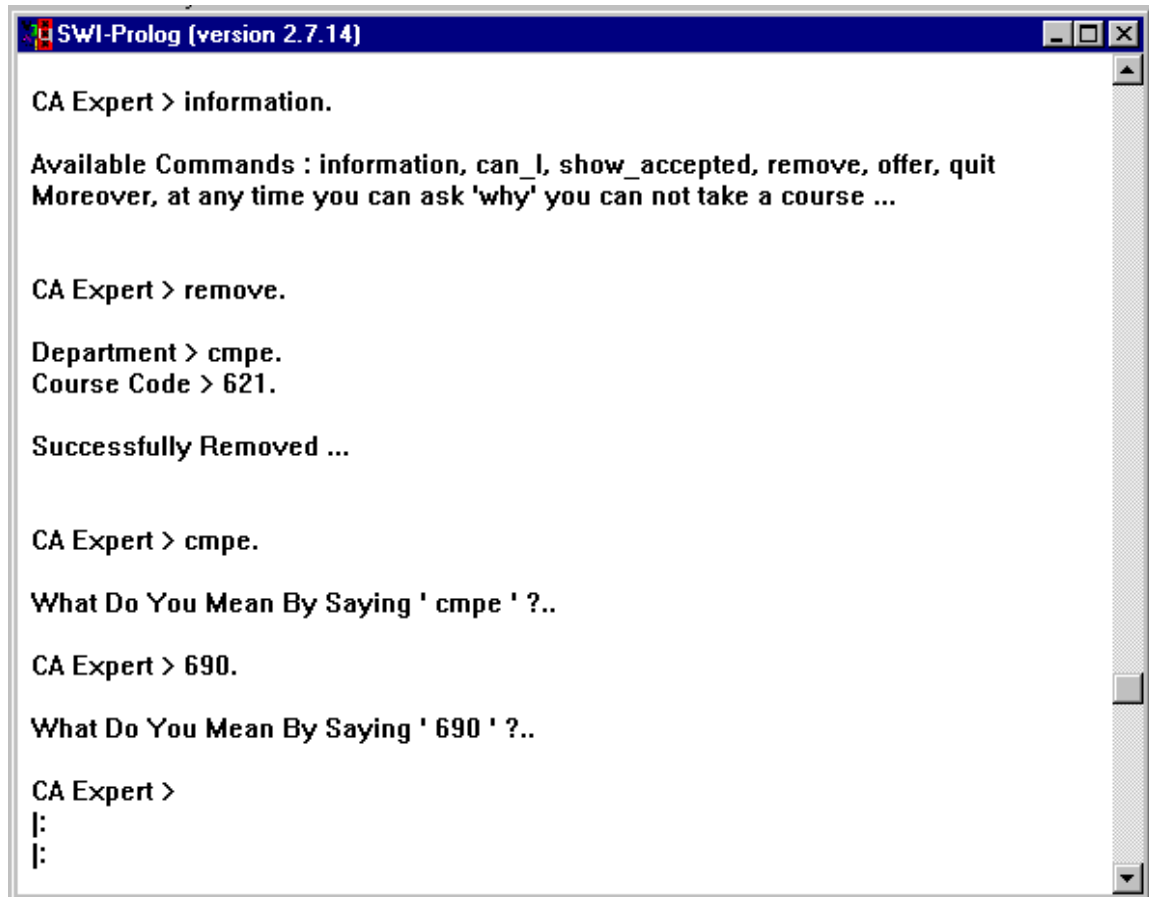 SWI-Prolog (version 2.7.14)
CA Expert > information.
Available Commands : information, can_I, show_accepted, remove, offer, quit
Moreover, at any time you can ask 'why' you can not take a course ...
CA Expert > remove.
Department > cmpe.
Course Code > 621.
Successfully Removed ...
CA Expert > cmpe.
What Do You Mean By Saying ' cmpe ' ?..
CA Expert > 690.
What Do You Mean By Saying ' 690 ' ?..
CA Expert >
|:
|: